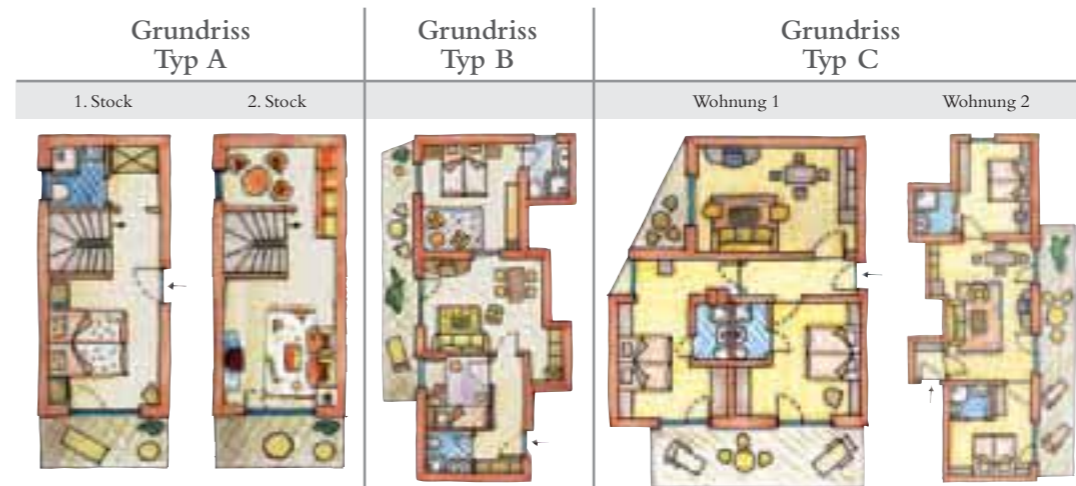 Grundriss
Typ A
Grundriss
Typ B
Grundriss
Typ C
1. Stock
2. Stock
Wohnung 1
Wohnung 2